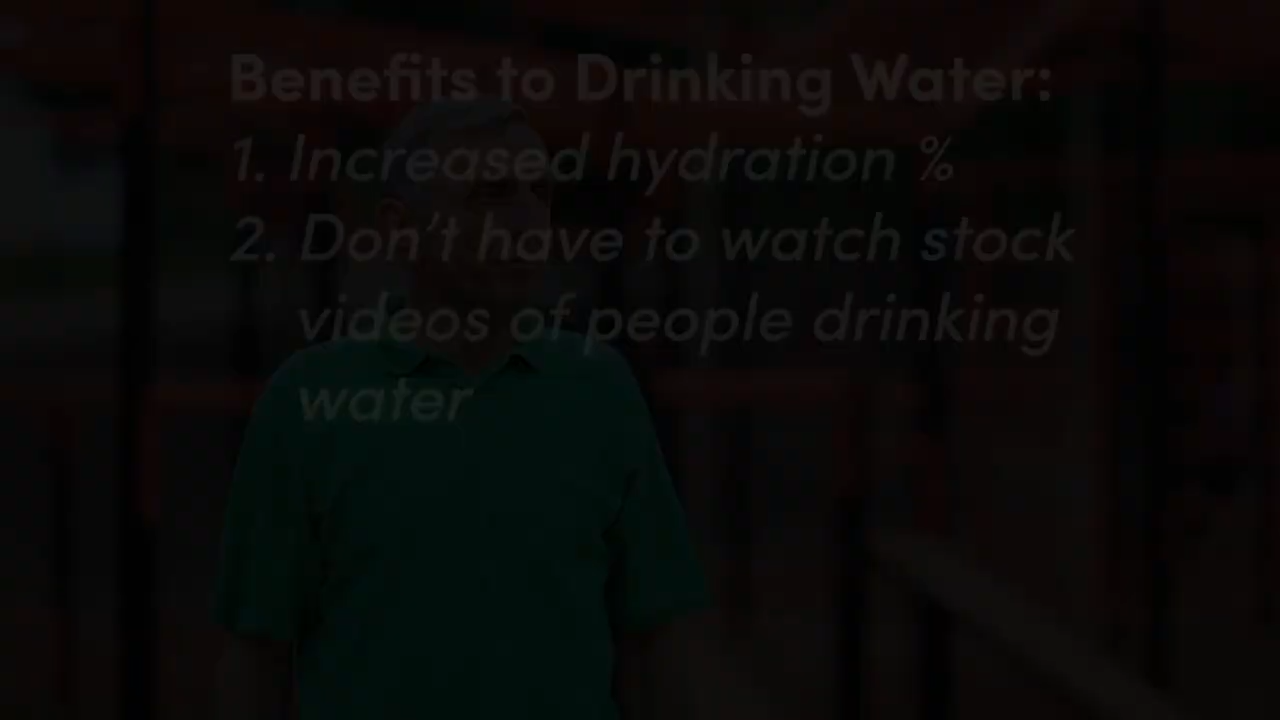 Benefits to Drinking Water:
1. Increased hydration %
2. Don't have to watch stock
videos of people drinking
water